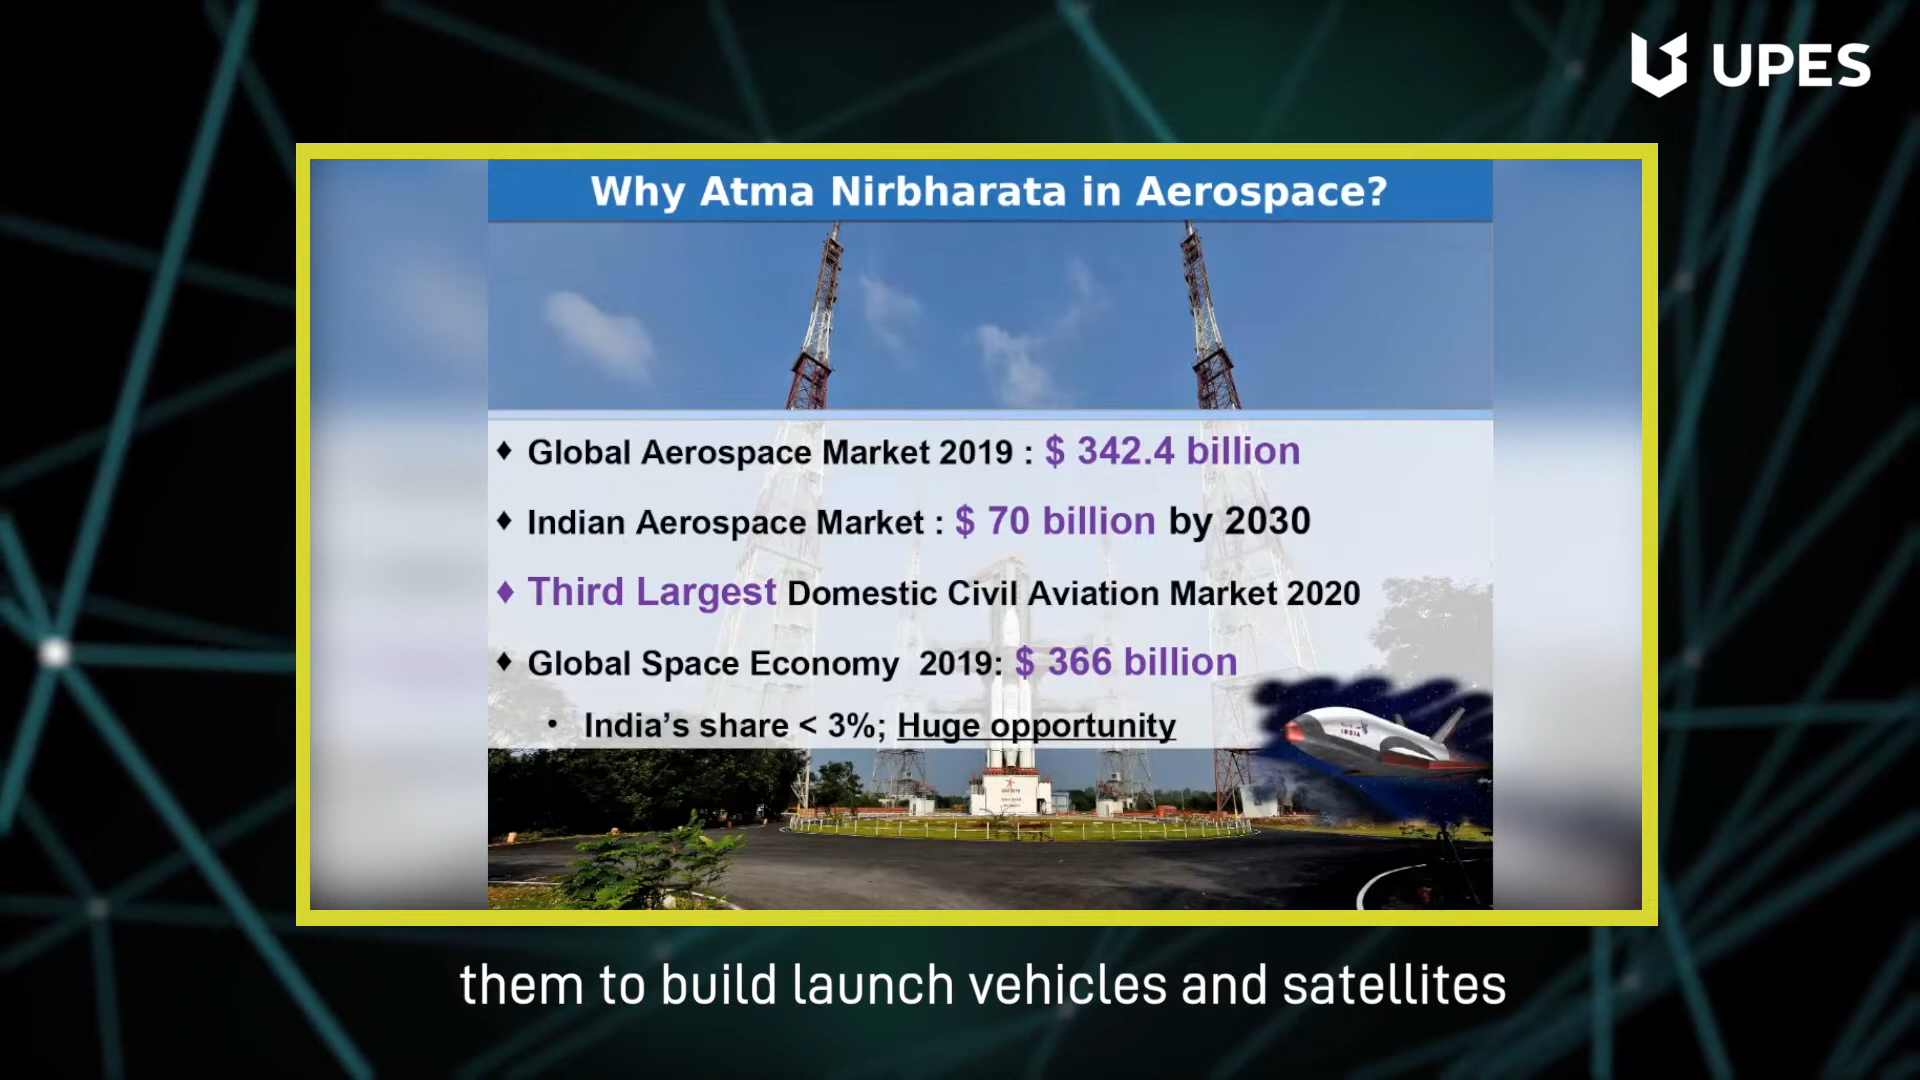 UPES
Why Atma Nirbharata in Aerospace?
♦ Global Aerospace Market 2019 : $ 342.4 billion
♦ Indian Aerospace Market : $ 70 billion by 2030
♦ Third Largest Domestic Civil Aviation Market 2020
♦ Global Space Economy 2019: $ 366 billion
• India's share < 3%; Huge opportunity
INDIA
them to build launch vehicles and satellites